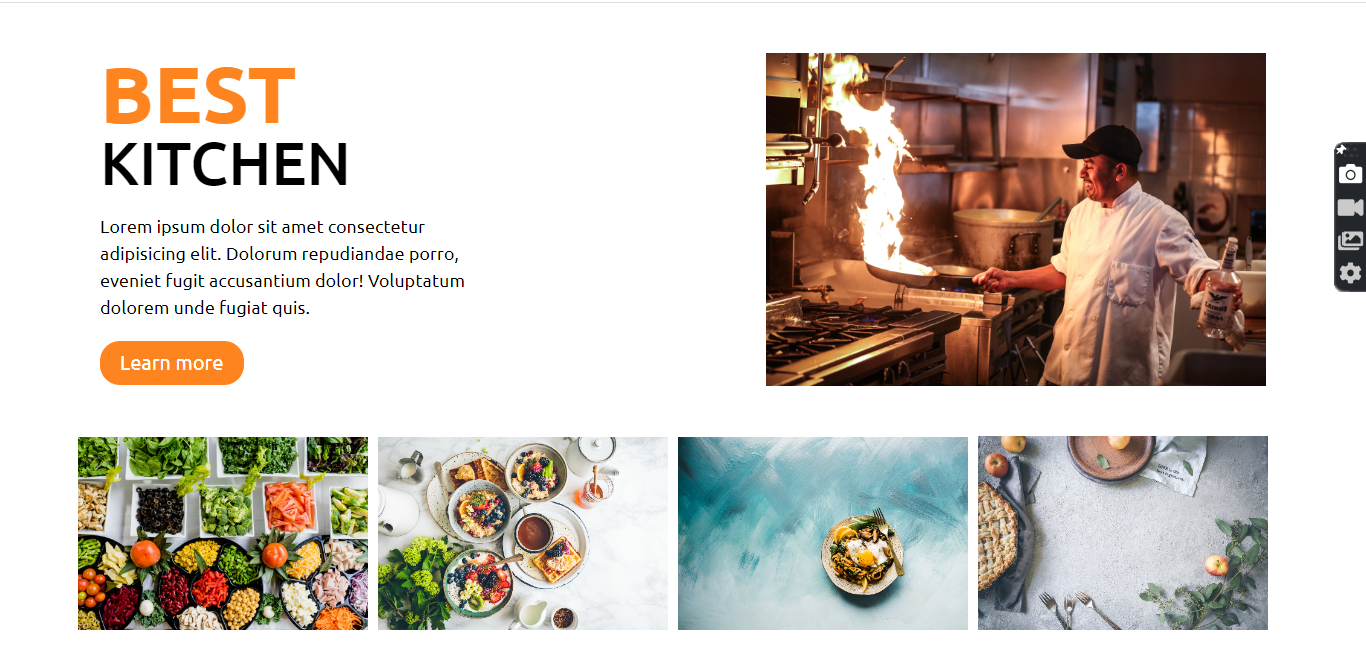 BEST
KITCHEN
Lorem ipsum dolor sit amet consectetur
adipisicing elit. Dolorum repudiandae porro,
eveniet fugit accusantium dolor! Voluptatum
dolorem unde fugiat quis.
Learn more